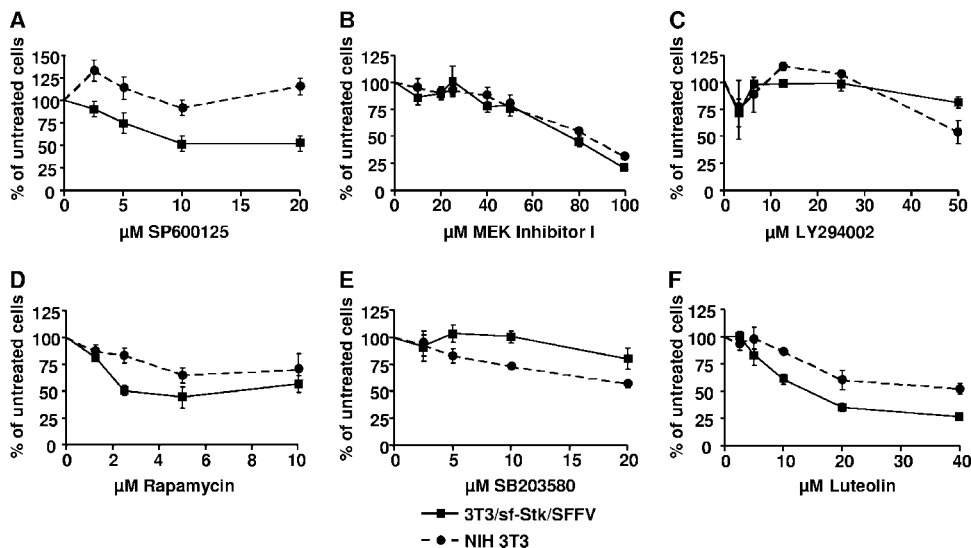 A
% of untreated cells
150
125
100
75
50
25
0
0 5 10 15 20
µM SP600125
B
% of untreated cells
125
100
75
50
25
0
0 20 40 60 80 100
µM MEK Inhibitor I
C
% of untreated cells
125
100
75
50
25
0
0 10 20 30 40 50
µM LY294002
D
% of untreated cells
125
100
75
50
25
0
0 2 4 6 8 10
µM Rapamycin
E
% of untreated cells
125
100
75
50
25
0
0 5 10 15 20
µM SB203580
F
% of untreated cells
125
100
75
50
25
0
0 10 20 30 40
µM Luteolin
3T3/sf-Stk/SFFV
NIH 3T3